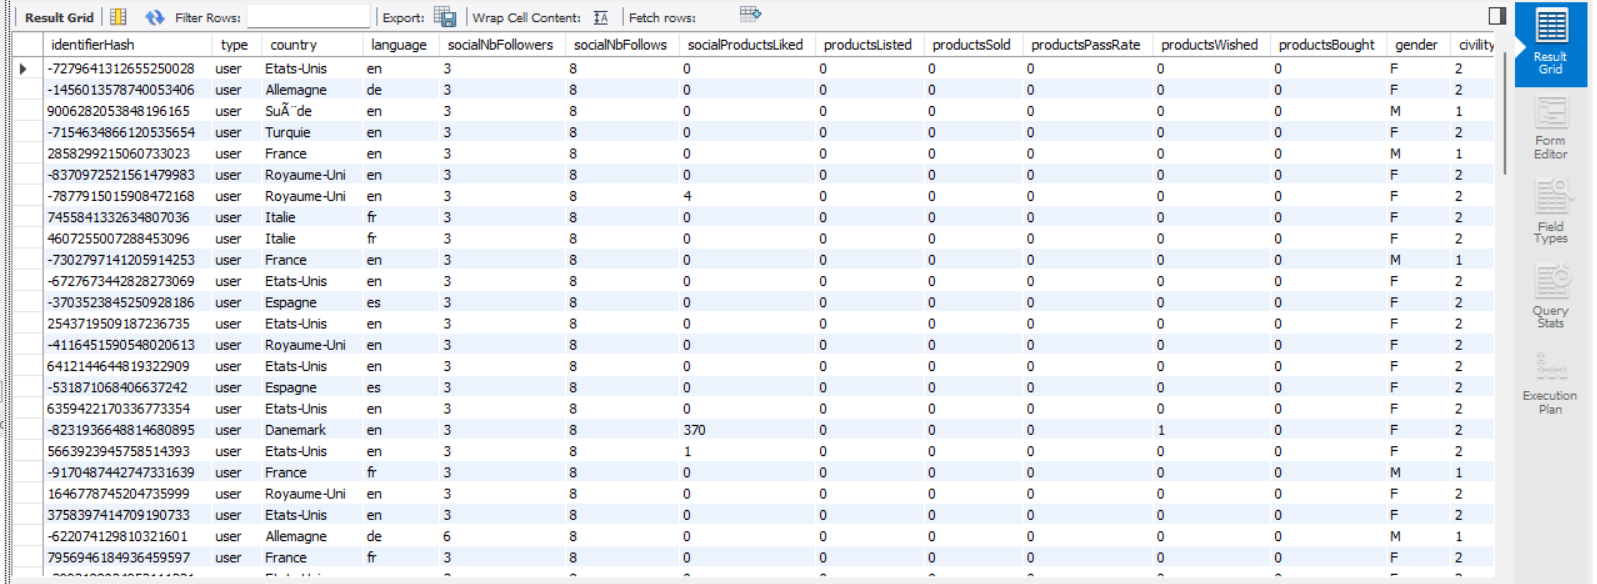 Result Grid Filter Rows: Export: Wrap Cell Content: Fetch rows:
identifierHash type country language socialNbFollowers socialNbFollows socialProductsLiked productsListed productsSold productsPassRate productsWished productsBought gender civility
-7279641312655250028 user Etats-Unis en 3 8 0 0 0 0 0 0 F 2
-1456013578740053406 user Allemagne de 3 8 0 0 0 0 0 0 F 2
9006282053848196165 user SuÃ¨de en 3 8 0 0 0 0 0 0 M 1
-7154634866120535654 user Turquie en 3 8 0 0 0 0 0 0 F 2
2858299215060733023 user France en 3 8 0 0 0 0 0 0 M 1
-8370972521561479983 user Royaume-Uni en 3 8 0 0 0 0 0 0 F 2
-7877915015908472168 user Royaume-Uni en 3 8 4 0 0 0 0 0 F 2
7455841332634807036 user Italie fr 3 8 0 0 0 0 0 0 F 2
4607255007288453096 user Italie fr 3 8 0 0 0 0 0 0 F 2
-7302797141205914253 user France en 3 8 0 0 0 0 0 0 M 1
-6727673442828273069 user Etats-Unis en 3 8 0 0 0 0 0 0 F 2
-3703523845250928186 user Espagne es 3 8 0 0 0 0 0 0 F 2
2543719509187236735 user Etats-Unis en 3 8 0 0 0 0 0 0 F 2
-4116451590548020613 user Royaume-Uni en 3 8 0 0 0 0 0 0 F 2
6412144644819322909 user Etats-Unis en 3 8 0 0 0 0 0 0 F 2
-531871068406637242 user Espagne es 3 8 0 0 0 0 0 0 F 2
6359422170336773354 user Etats-Unis en 3 8 0 0 0 0 0 0 F 2
-8231936648814680895 user Danemark en 3 8 370 0 0 0 1 0 F 2
5663923945758514393 user Etats-Unis en 3 8 1 0 0 0 0 0 F 2
-9170487442747331639 user France fr 3 8 0 0 0 0 0 0 M 1
1646778745204735999 user Royaume-Uni en 3 8 0 0 0 0 0 0 F 2
3758397414709190733 user Etats-Unis en 3 8 0 0 0 0 0 0 F 2
-622074129810321601 user Allemagne de 6 8 0 0 0 0 0 0 M 1
7956946184936459597 user France fr 3 8 0 0 0 0 0 0 F 2
Result
Grid
Form
Editor
Field
Types
Query
Stats
Execution
Plan